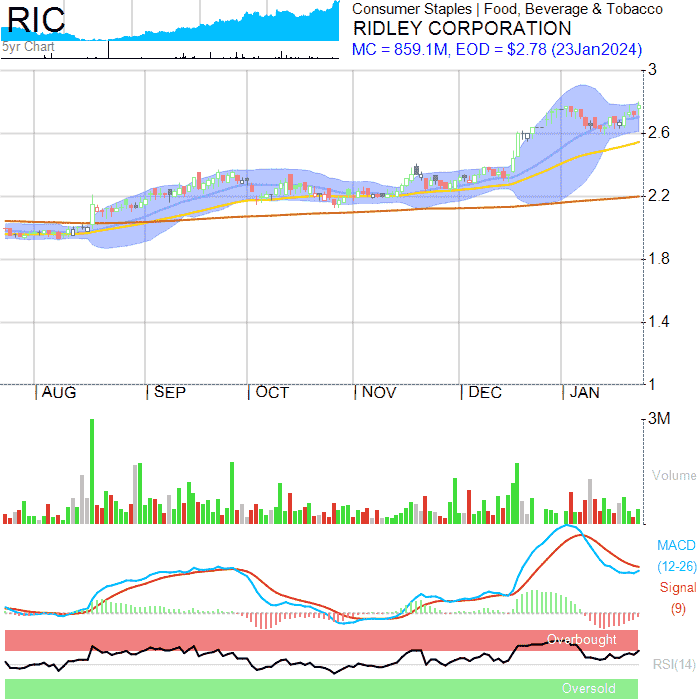 RIC
5yr Chart
Consumer Staples | Food, Beverage & Tobacco
RIDLEY CORPORATION
MC = 859.1M, EOD = $2.78 (23Jan2024)
3
2.6
2.2
1.8
1.4
1
AUG SEP OCT NOV DEC JAN
3M
Volume
MACD
(12-26)
Signal
(9)
Overbought
RSI(14)
Oversold